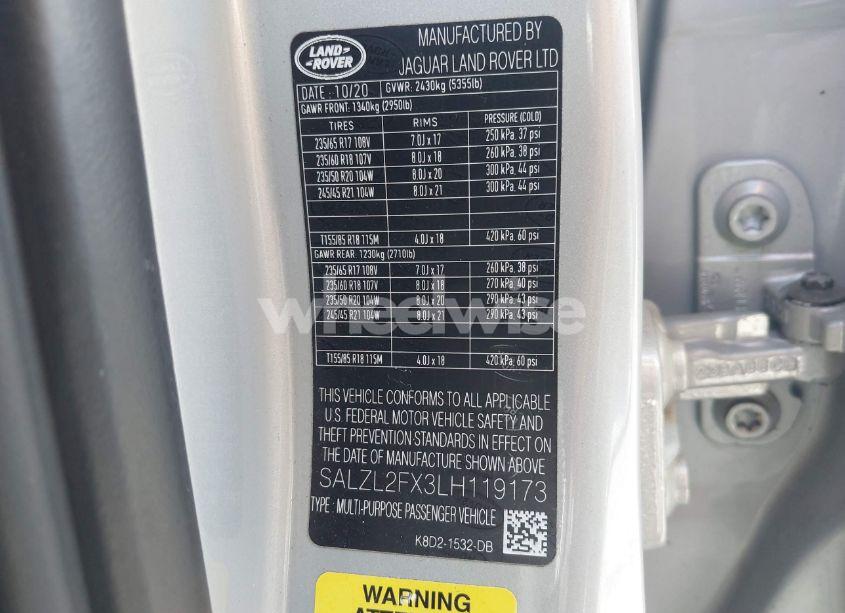 LAND
ROVER
MANUFACTURED BY
JAGUAR LAND ROVER LTD
DATE : 10/20 GVWR: 2430kg (5355lb)
GAWR FRONT: 1340kg (2950lb)
TIRES RIMS PRESSURE (COLD)
235/65 R17 108V 7.0J x 17 250 kPa, 37 psi
235/60 R18 107V 8.0J x 18 260 kPa, 38 psi
235/50 R20 104W 8.0J x 20 300 kPa, 44 psi
245/45 R21 104W 8.0J x 21 300 kPa, 44 psi
T155/85 R18 115M 4.0J x 18 420 kPa, 60 psi
GAWR REAR: 1230kg (2710lb)
235/65 R17 108V 7.0J x 17 260 kPa, 38 psi
235/60 R18 107V 8.0J x 18 270 kPa, 40 psi
235/50 R20 104W 8.0J x 20 290 kPa, 43 psi
245/45 R21 104W 8.0J x 21 290 kPa, 43 psi
wheelwise
T155/85 R18 115M 4.0J x 18 420 kPa, 60 psi
THIS VEHICLE CONFORMS TO ALL APPLICABLE
U.S. FEDERAL MOTOR VEHICLE SAFETY AND
THEFT PREVENTION STANDARDS IN EFFECT ON
THE DATE OF MANUFACTURE SHOWN ABOVE
SALZL2FX3LH119173
TYPE : MULTI-PURPOSE PASSENGER VEHICLE
K8D2-1532-DB
WARNING